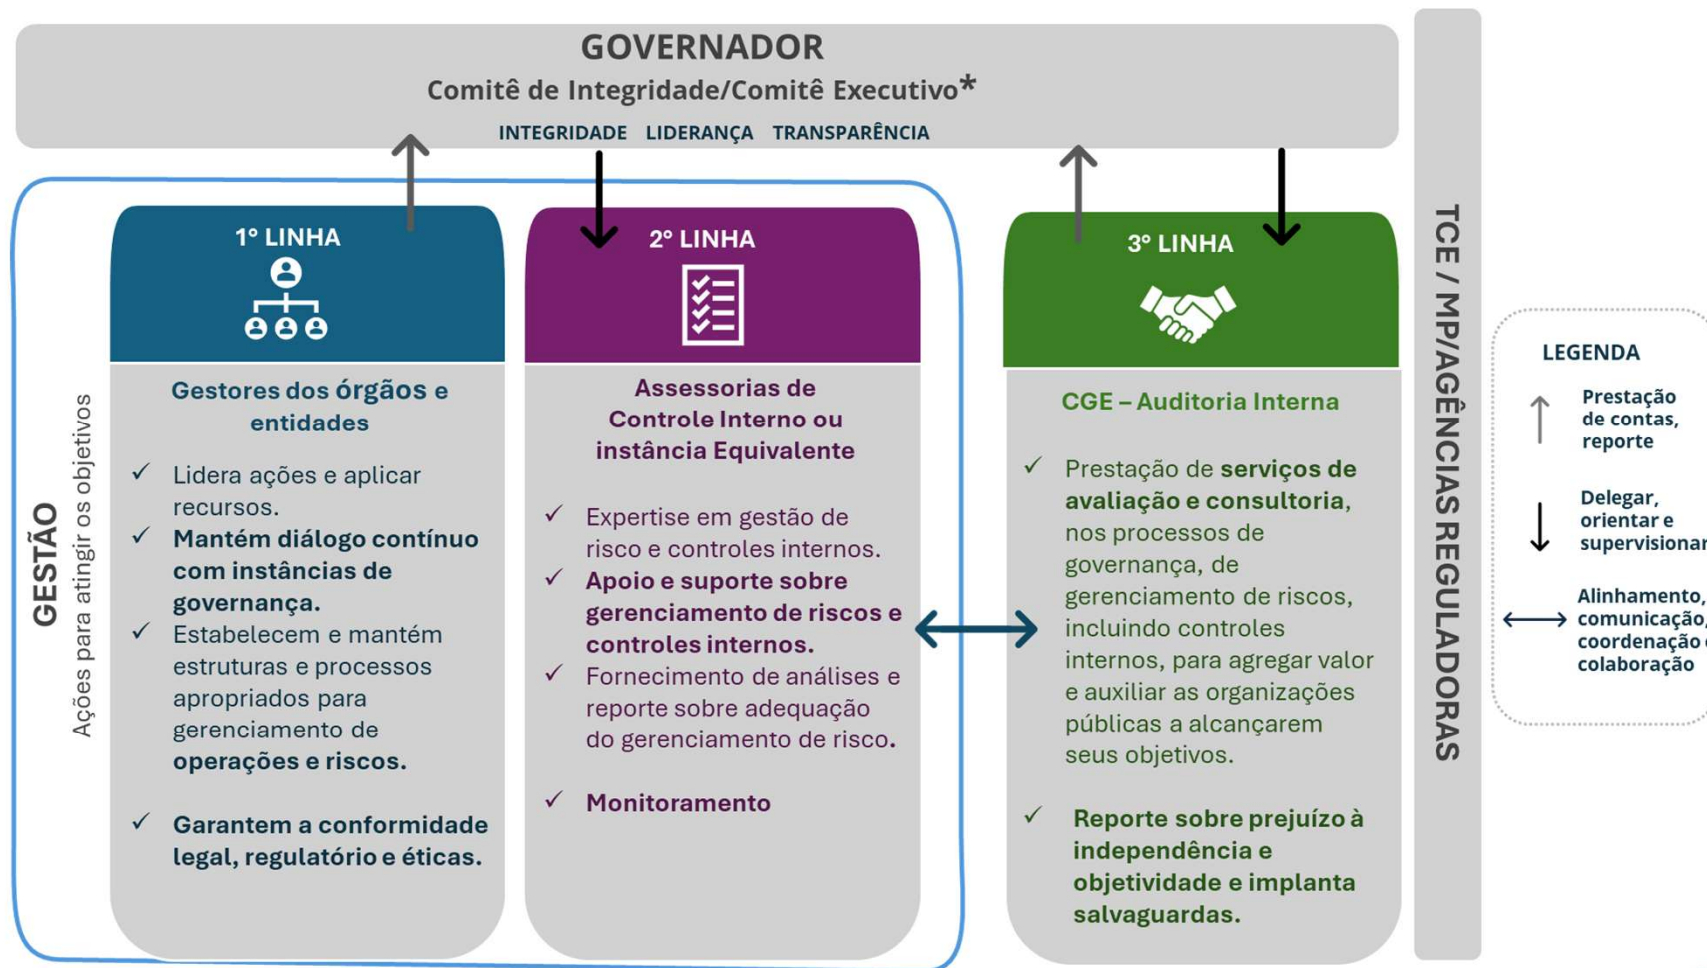 GOVERNADOR
Comitê de Integridade/Comitê Executivo*
INTEGRIDADE LIDERANÇA TRANSPARÊNCIA
GESTÃO
Ações para atingir os objetivos
1° LINHA
Gestores dos órgãos e
entidades
✓ Lidera ações e aplicar
recursos.
✓ Mantém diálogo contínuo
com instâncias de
governança.
✓ Estabelecem e mantém
estruturas e processos
apropriados para
gerenciamento de
operações e riscos.
✓ Garantem a conformidade
legal, regulatório e éticas.
2° LINHA
Assessorias de
Controle Interno ou
instância Equivalente
✓ Expertise em gestão de
risco e controles internos.
✓ Apoio e suporte sobre
gerenciamento de riscos e
controles internos.
✓ Fornecimento de análises e
reporte sobre adequação
do gerenciamento de risco.
✓ Monitoramento
3° LINHA
CGE – Auditoria Interna
✓ Prestação de serviços de
avaliação e consultoria,
nos processos de
governança, de
gerenciamento de riscos,
incluindo controles
internos, para agregar valor
e auxiliar as organizações
públicas a alcançarem
seus objetivos.
✓ Reporte sobre prejuízo à
independência e
objetividade e implanta
salvaguardas.
TCE / MP/AGÊNCIAS REGULADORAS
LEGENDA
Prestação
de contas,
reporte
Delegar,
orientar e
supervisionar
Alinhamento,
comunicação,
coordenação
colaboração